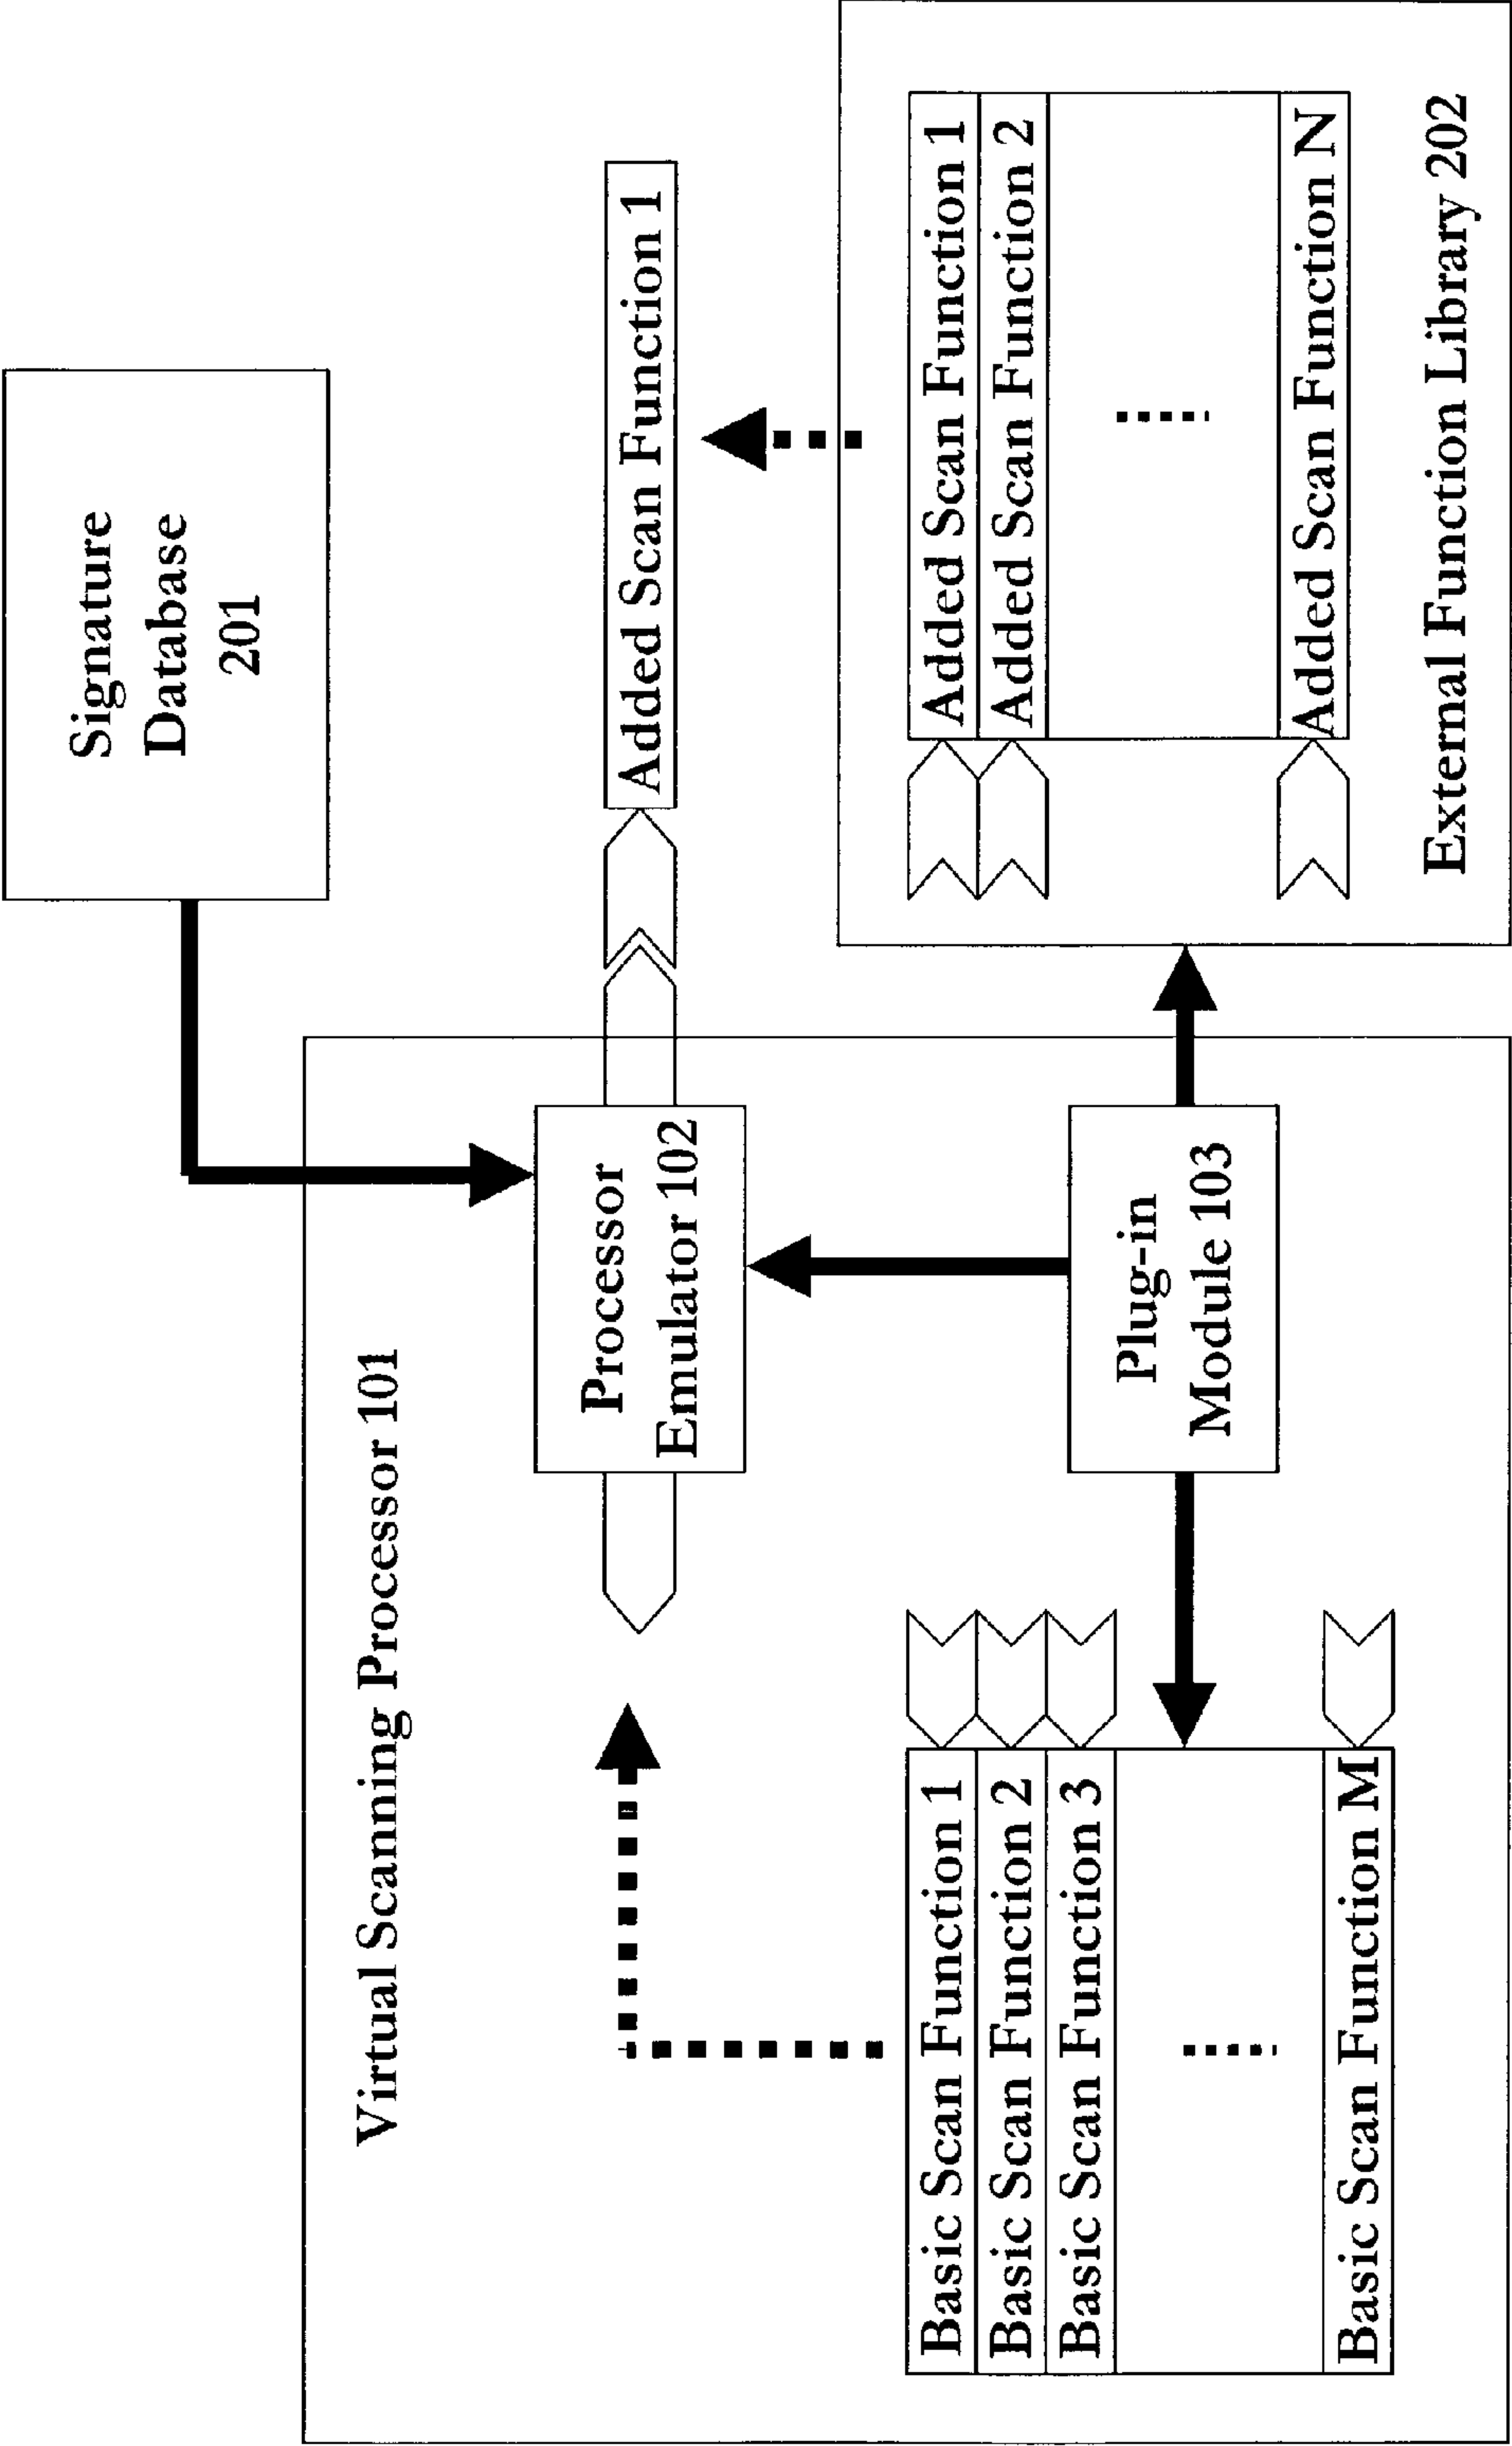 Signature
Database
201
Virtual Scanning Processor 101
Processor
Emulator 102
Added Scan Function 1
Plug-in
Module 103
Basic Scan Function 1
Basic Scan Function 2
Basic Scan Function 3
Basic Scan Function M
Added Scan Function 1
Added Scan Function 2
Added Scan Function N
External Function Library 202